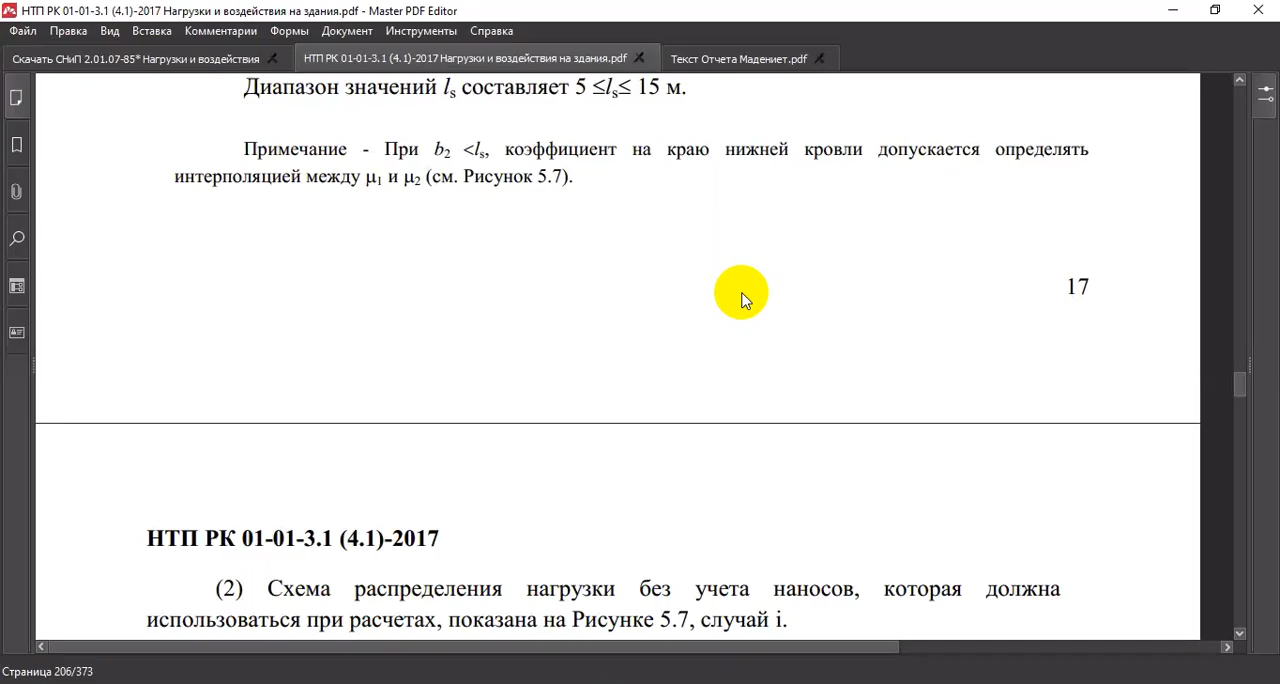 НТП РК 01-01-3.1 (4.1)-2017 Нагрузки и воздействия на здания.pdf - Master PDF Editor
Файл Правка Вид Вставка Комментарии Формы Документ Инструменты Справка
Скачать СНиП 2.01.07-85* Нагрузки и воздействия НТП РК 01-01-3.1 (4.1)-2017 Нагрузки и воздействия на здания.pdf Текст Отчета Мадениет.pdf
Диапазон значений ls составляет 5 ≤ls≤ 15 м.
Примечание - При b2 <ls, коэффициент на краю нижней кровли допускается определять
интерполяцией между μ1 и μ2 (см. Рисунок 5.7).
17
НТП РК 01-01-3.1 (4.1)-2017
(2) Схема распределения нагрузки без учета наносов, которая должна
использоваться при расчетах, показана на Рисунке 5.7, случай i.
Страница 206/373